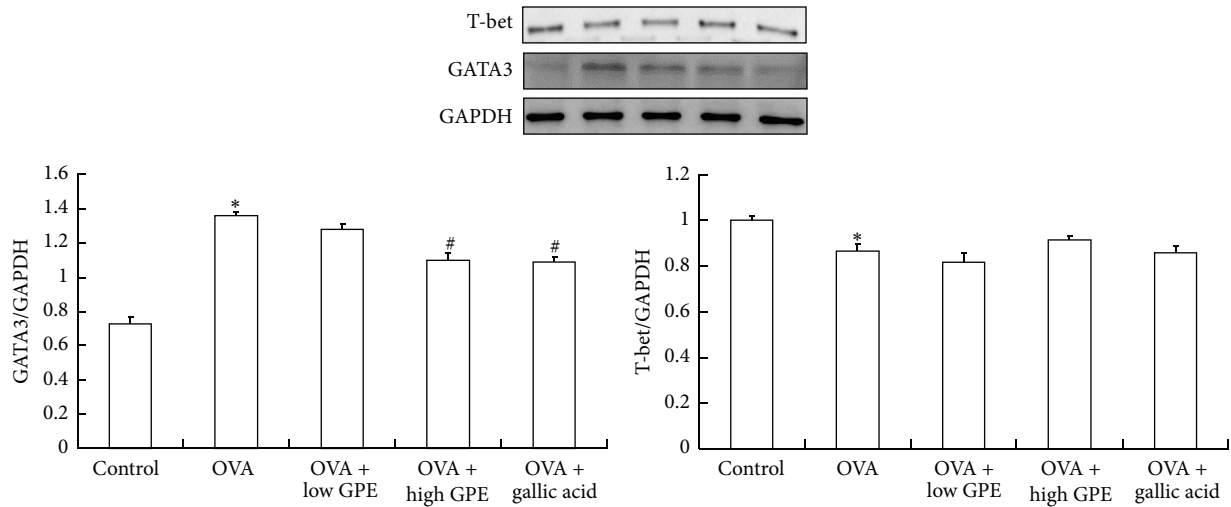 T-bet
GATA3
GAPDH
GATA3/GAPDH
1.6
1.4
1.2
1
0.8
0.6
0.4
0.2
0
*
#
#
Control
OVA
OVA +
low GPE
OVA +
high GPE
OVA +
gallic acid
T-bet/GAPDH
1.2
1
0.8
0.6
0.4
0.2
0
*
Control
OVA
OVA +
low GPE
OVA +
high GPE
OVA +
gallic acid